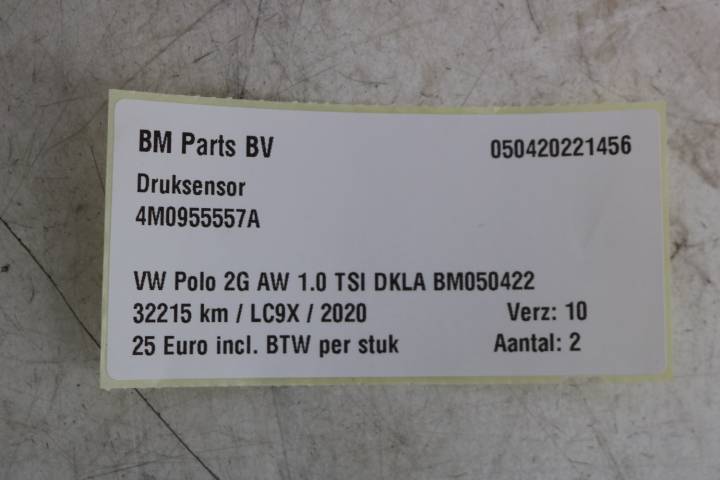 BM Parts BV 050420221456
Druksensor
4M0955557A
VW Polo 2G AW 1.0 TSI DKLA BM050422
32215 km / LC9X / 2020 Verz: 10
25 Euro incl. BTW per stuk Aantal: 2